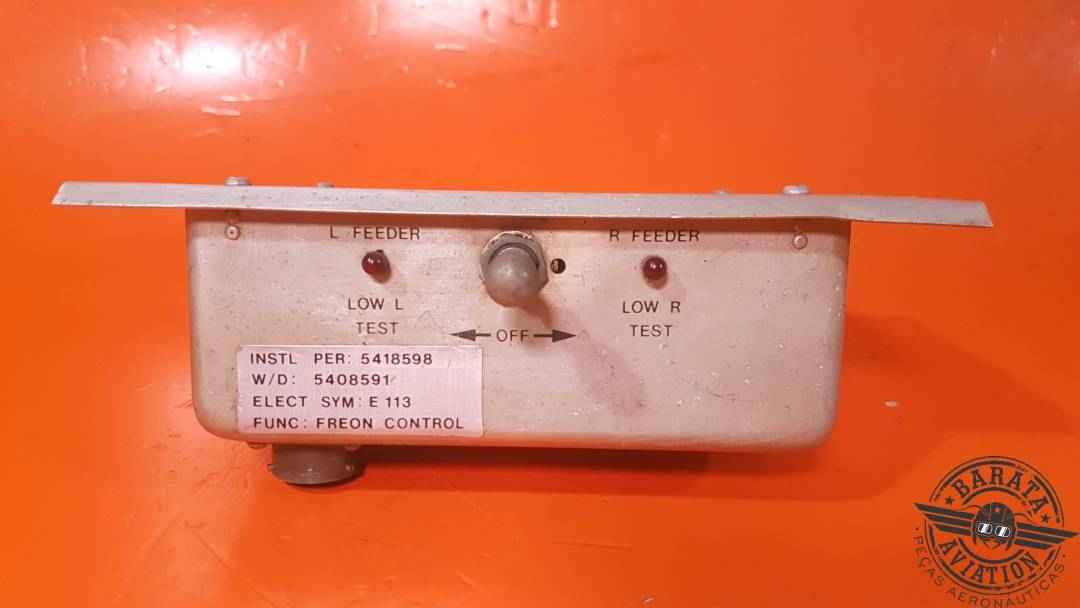 L FEEDER
R FEEDER
LOW L
TEST
LOW R
TEST
OFF
INSTL PER: 5418598
W/D: 5408591
ELECT SYM: E 113
FUNC: FREON CONTROL
BARATA
AVIATION
PEÇAS AERONAUTICAS